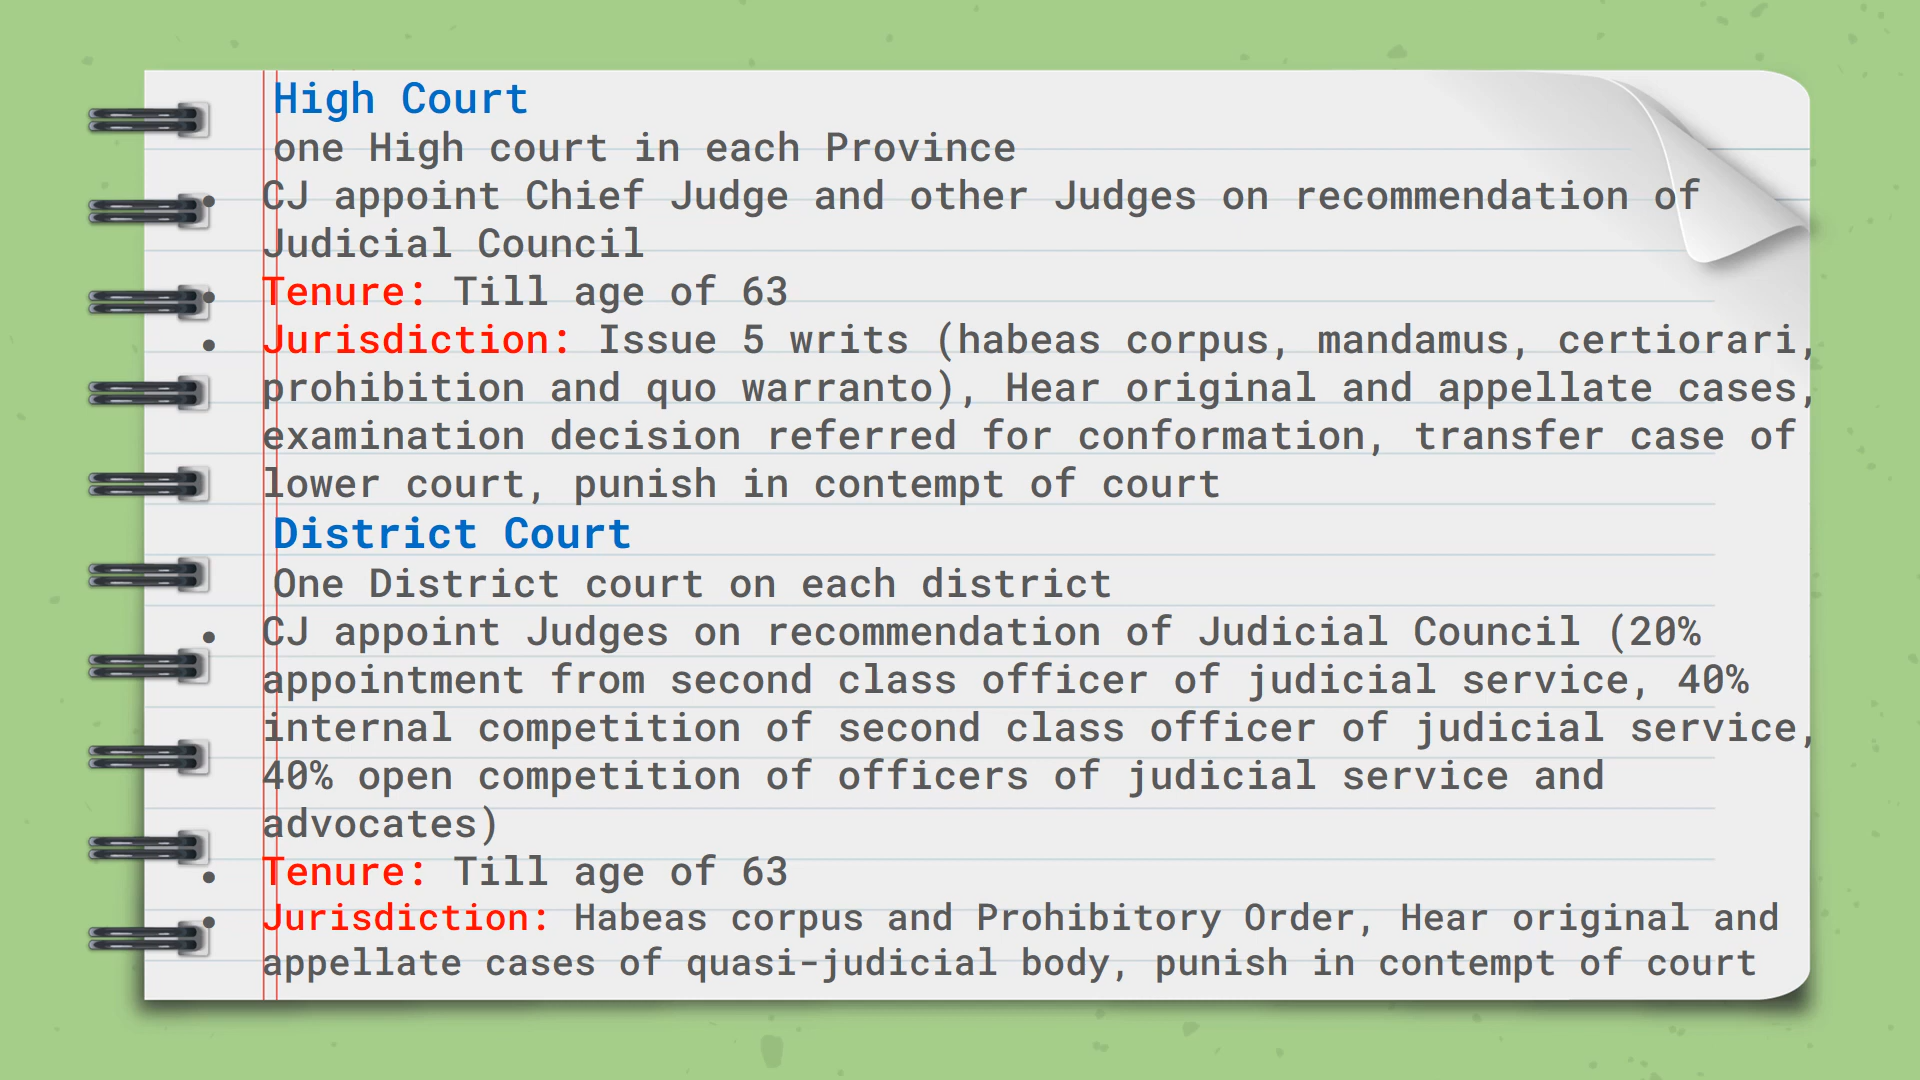 High Court
one High court in each Province
• CJ appoint Chief Judge and other Judges on recommendation of
Judicial Council
• Tenure: Till age of 63
• Jurisdiction: Issue 5 writs (habeas corpus, mandamus, certiorari,
prohibition and quo warranto), Hear original and appellate cases,
examination decision referred for conformation, transfer case of
lower court, punish in contempt of court
District Court
One District court on each district
• CJ appoint Judges on recommendation of Judicial Council (20%
appointment from second class officer of judicial service, 40%
internal competition of second class officer of judicial service,
40% open competition of officers of judicial service and
advocates)
• Tenure: Till age of 63
• Jurisdiction: Habeas corpus and Prohibitory Order, Hear original and
appellate cases of quasi-judicial body, punish in contempt of court